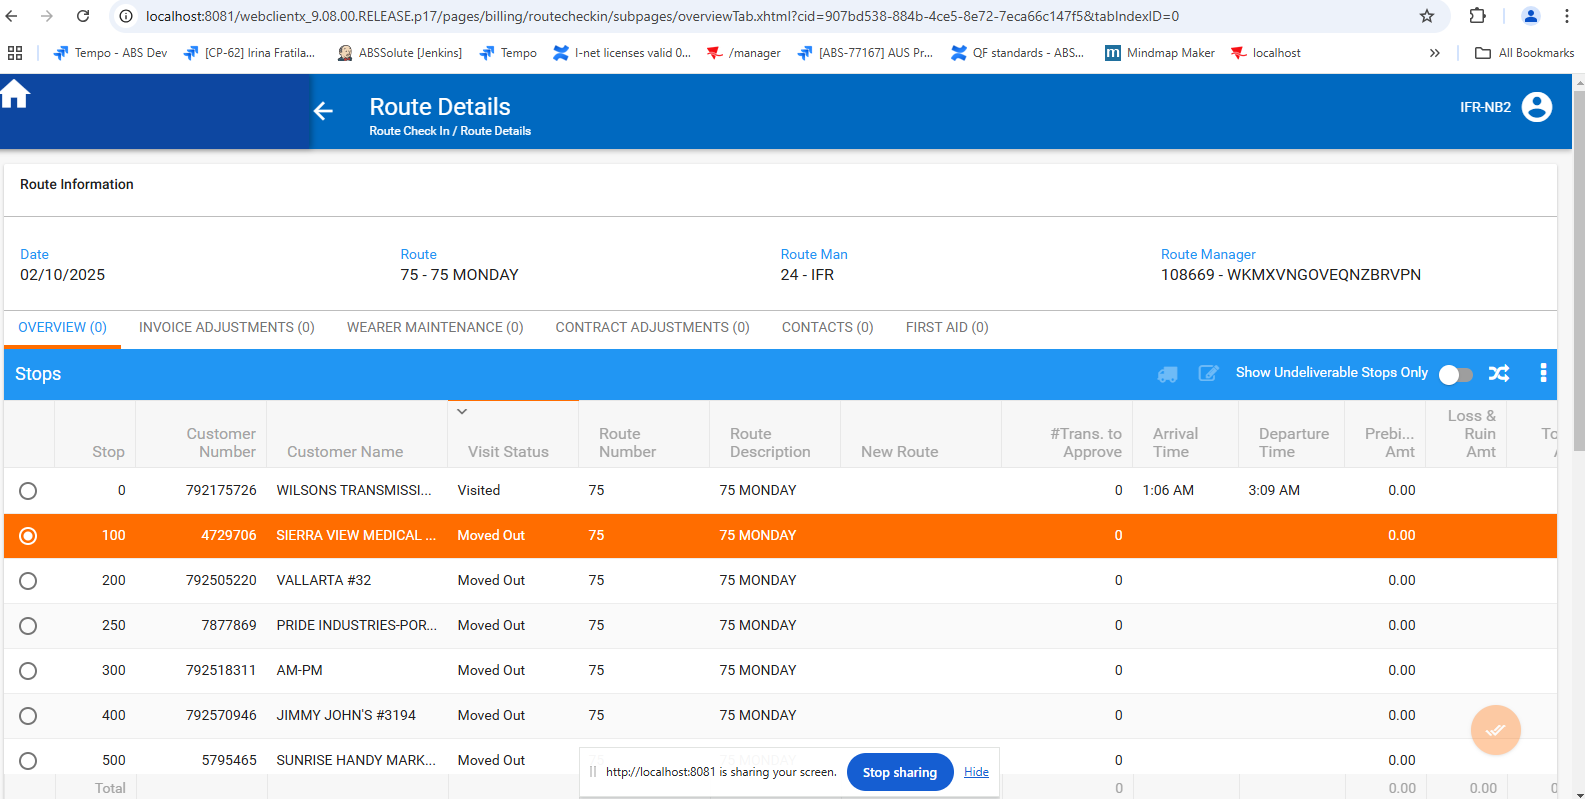 localhost:8081/webclientx_9.08.00.RELEASE.p17/pages/billing/routecheckin/subpages/overviewTab.xhtml?cid=907bd538-884b-4ce5-8e72-7eca66c147f5&tabIndexID=0
Tempo - ABS Dev [CP-62] Irina Fratila... ABSSolute [Jenkins] Tempo I-net licenses valid 0... /manager [ABS-77167] AUS Pr... QF standards - ABS... m Mindmap Maker localhost » All Bookmarks
Route Details
Route Check In / Route Details
IFR-NB2
Route Information
Date Route Route Man Route Manager
02/10/2025 75 - 75 MONDAY 24 - IFR 108669 - WKMXVNGOVEQNZBRVPN
OVERVIEW (0) INVOICE ADJUSTMENTS (0) WEARER MAINTENANCE (0) CONTRACT ADJUSTMENTS (0) CONTACTS (0) FIRST AID (0)
Stops Show Undeliverable Stops Only
Stop Customer Number Customer Name Visit Status Route Number Route Description New Route #Trans. to Approve Arrival Time Departure Time Prebi... Amt Loss & Ruin Amt To
0 792175726 WILSONS TRANSMISSI... Visited 75 75 MONDAY 0 1:06 AM 3:09 AM 0.00
100 4729706 SIERRA VIEW MEDICAL ... Moved Out 75 75 MONDAY 0 0.00
200 792505220 VALLARTA #32 Moved Out 75 75 MONDAY 0 0.00
250 7877869 PRIDE INDUSTRIES-POR... Moved Out 75 75 MONDAY 0 0.00
300 792518311 AM-PM Moved Out 75 75 MONDAY 0 0.00
400 792570946 JIMMY JOHN'S #3194 Moved Out 75 75 MONDAY 0 0.00
500 5795465 SUNRISE HANDY MARK... Moved Out 0 0.00
http://localhost:8081 is sharing your screen. Stop sharing Hide
Total 0 0.00 0.00 0